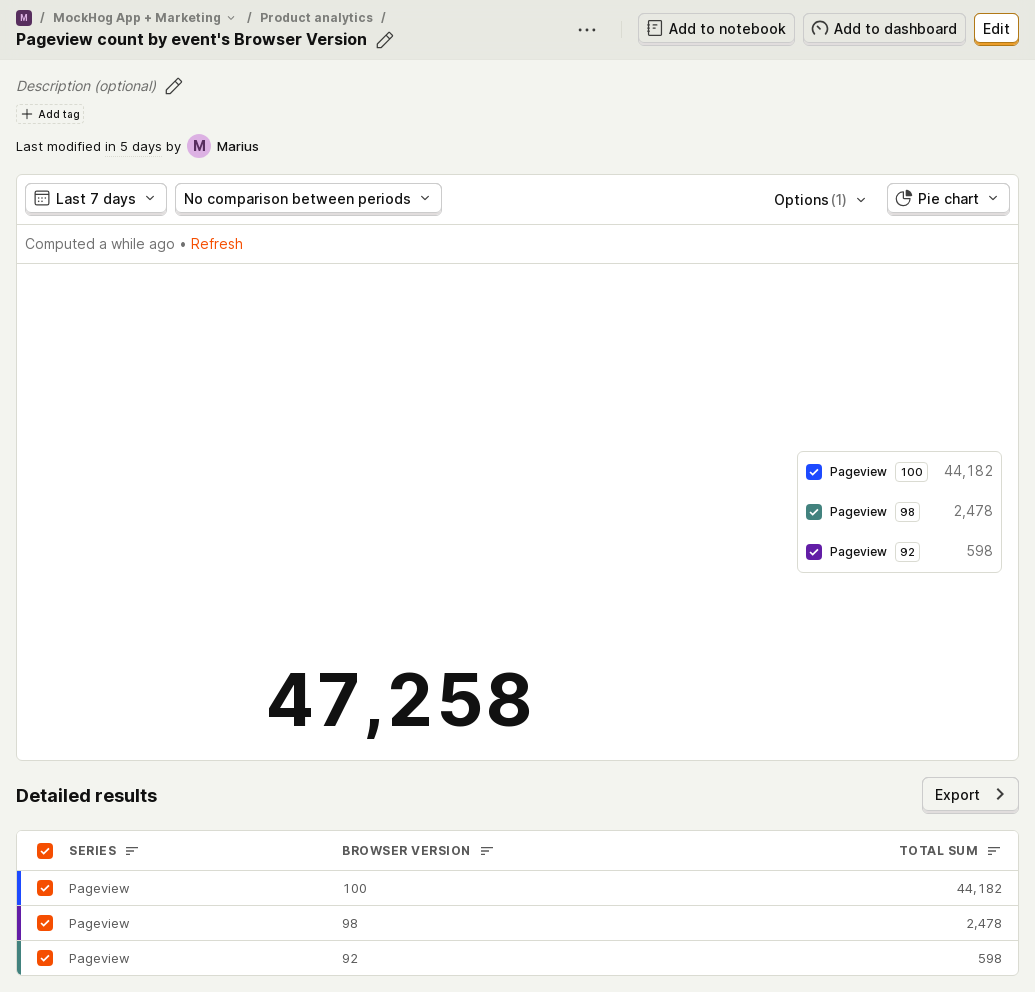 M / MockHog App + Marketing / Product analytics /
Pageview count by event's Browser Version
Add to notebook
Add to dashboard
Edit
Description (optional)
Add tag
Last modified in 5 days by M Marius
Last 7 days
No comparison between periods
Options (1)
Pie chart
Computed a while ago • Refresh
Pageview 100 44,182
Pageview 98 2,478
Pageview 92 598
47,258
Detailed results
Export
SERIES BROWSER VERSION TOTAL SUM
Pageview 100 44,182
Pageview 98 2,478
Pageview 92 598